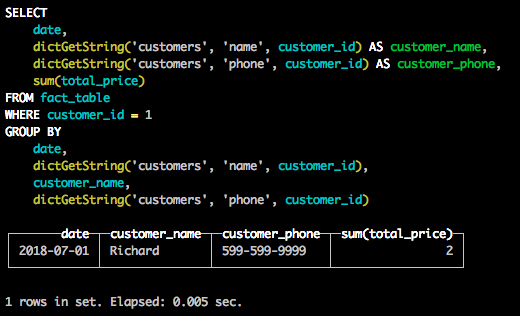 SELECT
    date,
    dictGetString('customers', 'name', customer_id) AS customer_name,
    dictGetString('customers', 'phone', customer_id) AS customer_phone,
    sum(total_price)
FROM fact_table
WHERE customer_id = 1
GROUP BY
    date,
    dictGetString('customers', 'name', customer_id),
    customer_name,
    dictGetString('customers', 'phone', customer_id)
date customer_name customer_phone sum(total_price)
2018-07-01 Richard 599-599-9999 2
1 rows in set. Elapsed: 0.005 sec.